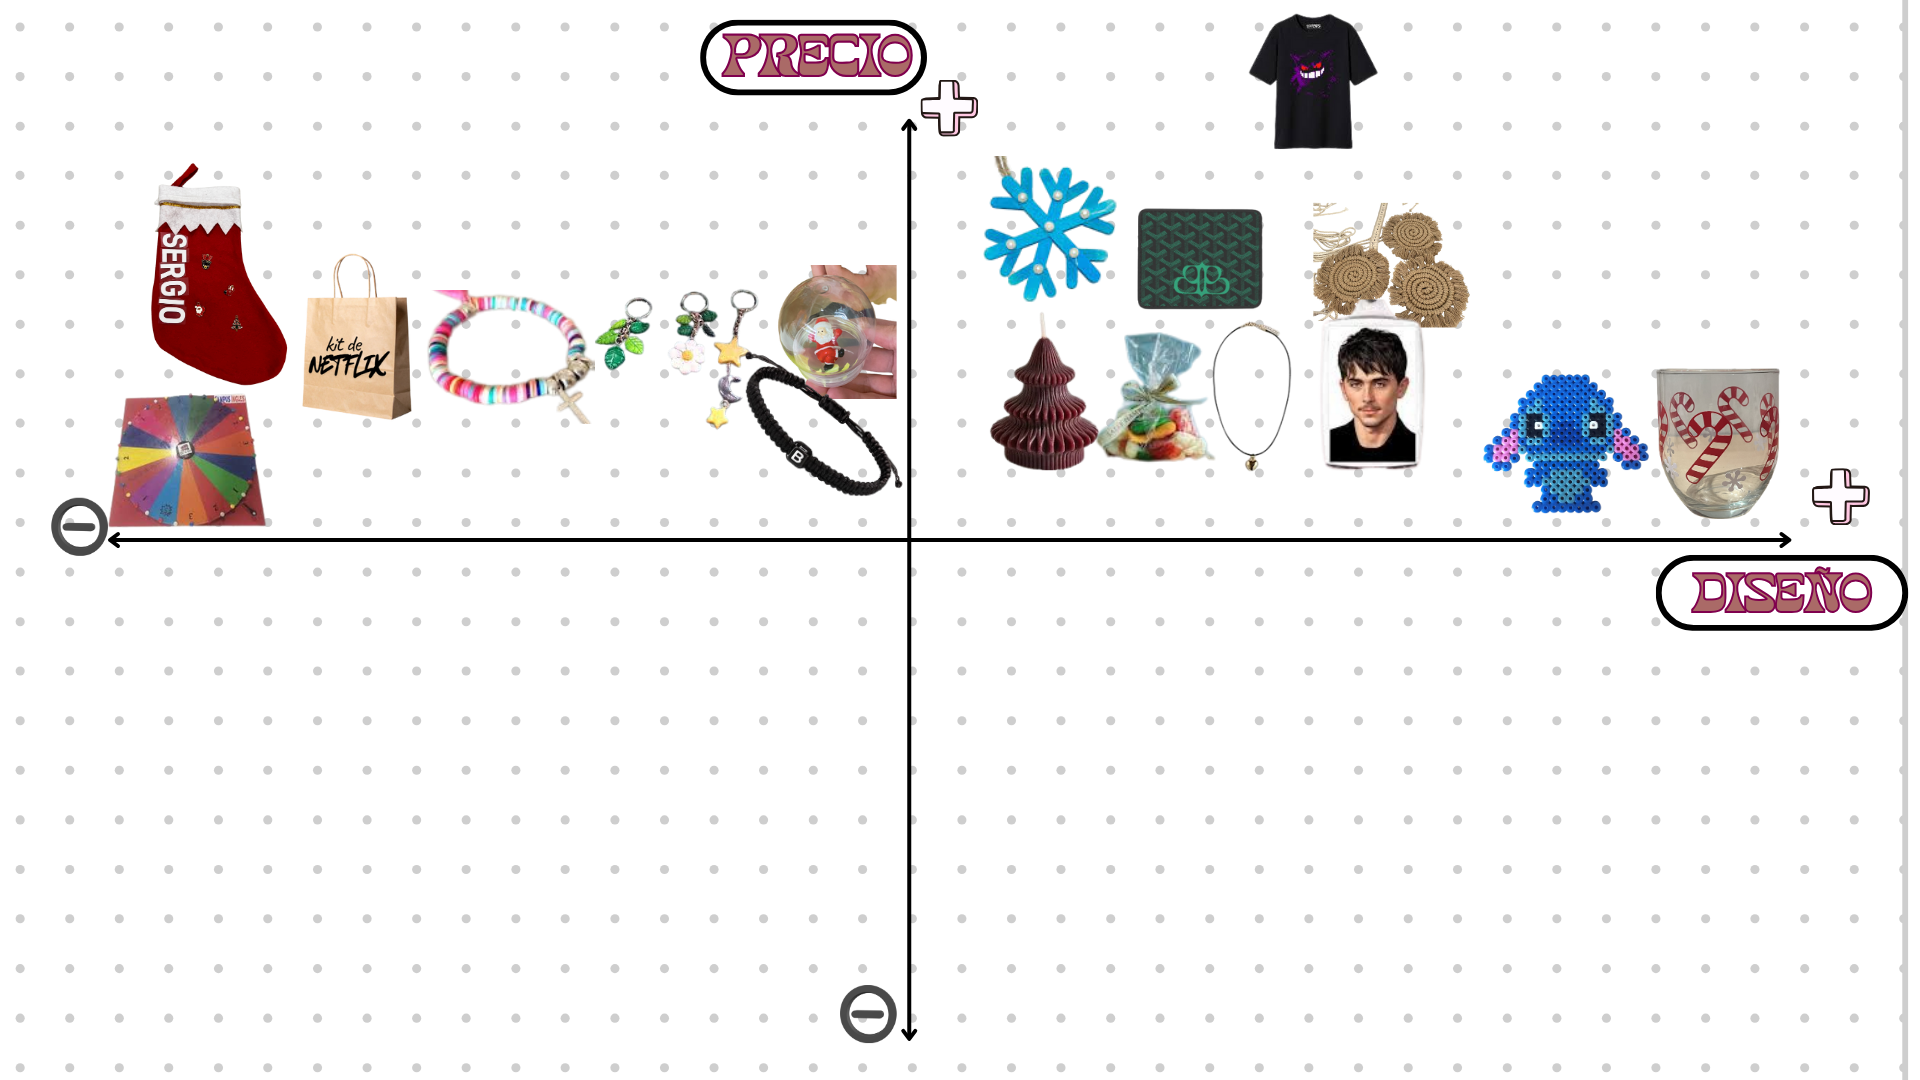 PRECIO
SERGIO
kit de
NETFLIX
B
DISEÑO